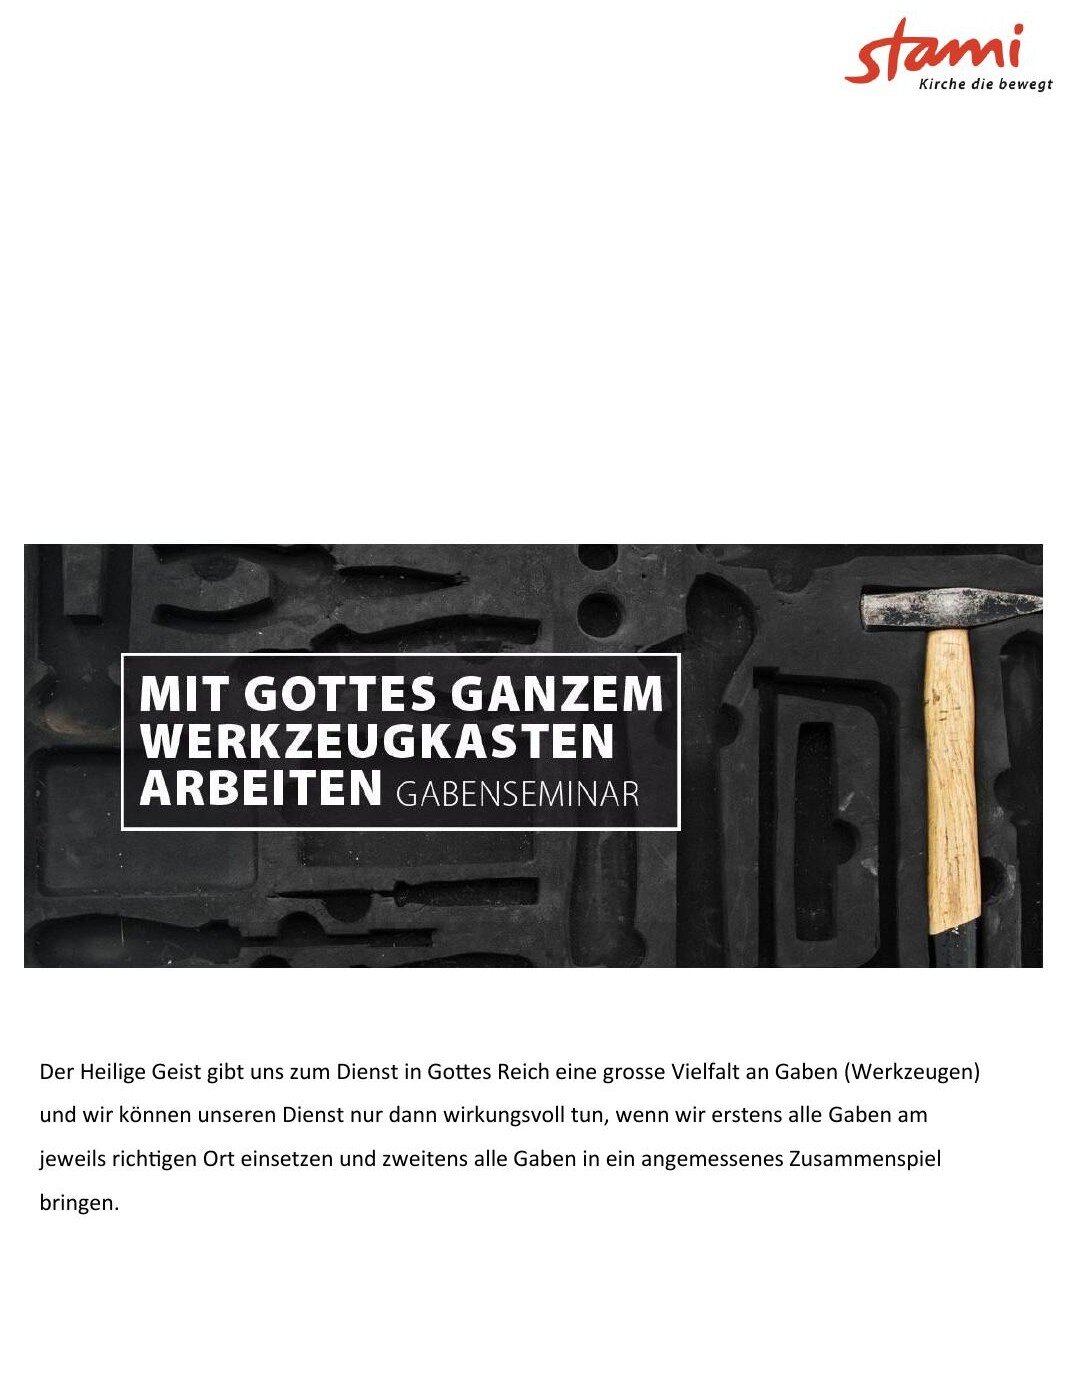 stami
Kirche die bewegt
MIT GOTTES GANZEM
WERKZEUGKASTEN
ARBEITEN GABENSEMINAR
Der Heilige Geist gibt uns zum Dienst in Gottes Reich eine grosse Vielfalt an Gaben (Werkzeugen)
und wir können unseren Dienst nur dann wirkungsvoll tun, wenn wir erstens alle Gaben am
jeweils richtigen Ort einsetzen und zweitens alle Gaben in ein angemessenes Zusammenspiel
bringen.